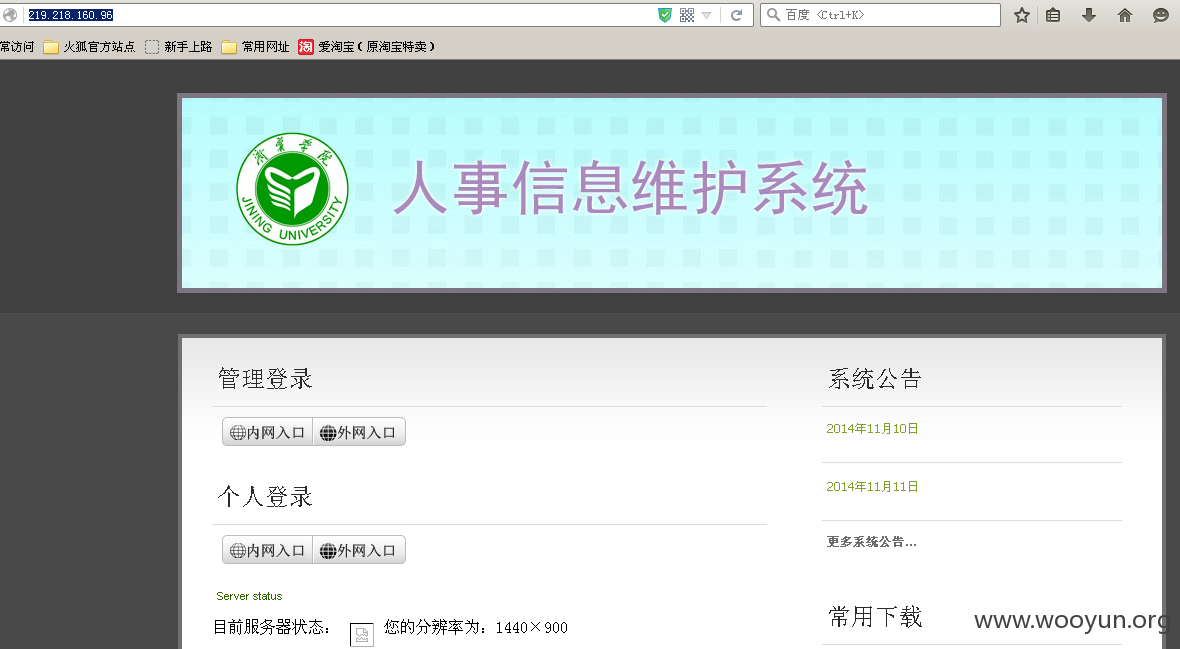 219.218.160.96
百度 <Ctrl+K>
常访问 火狐官方站点 新手上路 常用网址 淘 爱淘宝（原淘宝特卖）
济宁学院
JINING UNIVERSITY
人事信息维护系统
管理登录
内网入口 外网入口
个人登录
内网入口 外网入口
Server status
目前服务器状态： 您的分辨率为：1440×900
系统公告
2014年11月10日
2014年11月11日
更多系统公告...
常用下载
www.wooyun.org